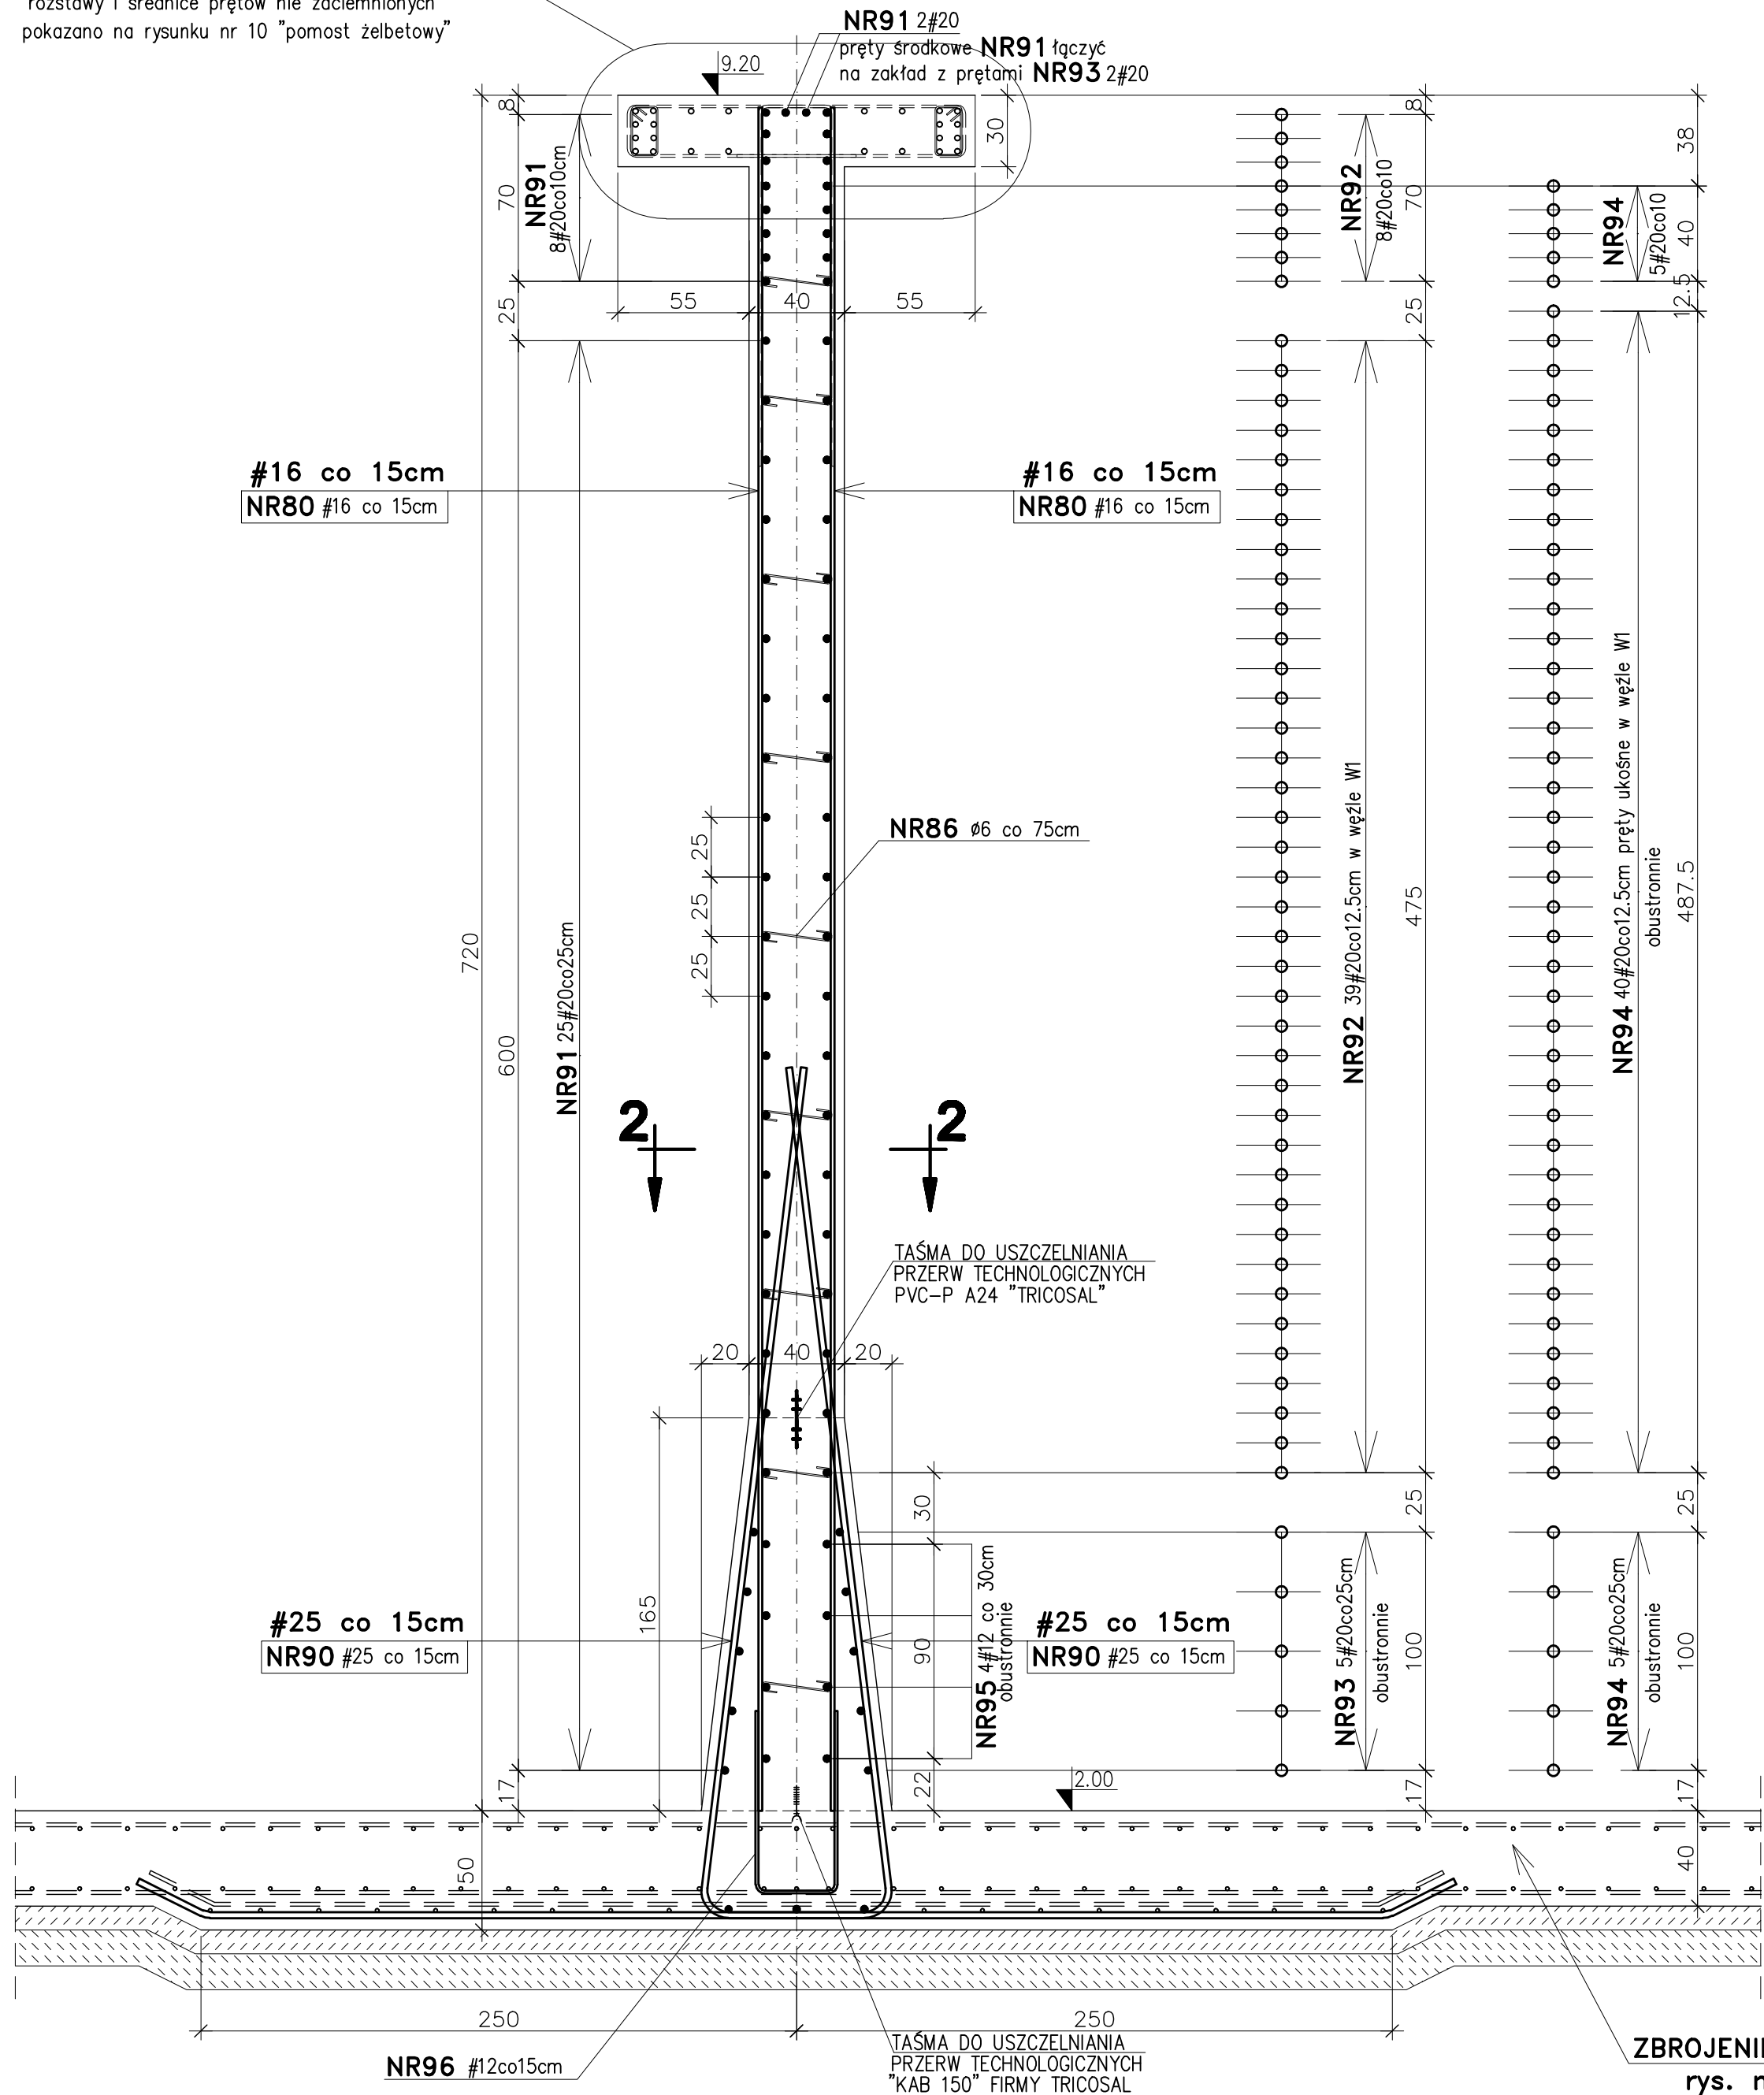 rozstawy i średnice prętów nie zaciemnionych
pokazano na rysunku nr 10 "pomost żelbetowy"
NR91 2#20
pręty środkowe NR91 łączyć
na zakład z prętami NR93 2#20
9.20
8
30
8
38
NR91
8#20co10cm
70
NR92
8#20co10
70
NR94
5#20co10
40
12.5
25
55
40
55
25
#16 co 15cm
NR80 #16 co 15cm
#16 co 15cm
NR80 #16 co 15cm
NR86 ø6 co 75cm
25
25
25
720
600
NR91 25#20co25cm
NR92 39#20co12.5cm w węźle W1
475
NR94 40#20co12.5cm pręty ukośne w węźle W1
obustronnie
487.5
2
2
TAŚMA DO USZCZELNIANIA
PRZERW TECHNOLOGICZNYCH
PVC-P A24 "TRICOSAL"
20
40
20
165
30
25
25
#25 co 15cm
NR90 #25 co 15cm
NR95 4#12 co 30cm
obustronnie
90
#25 co 15cm
NR90 #25 co 15cm
NR93 5#20co25cm
obustronnie
100
NR94 5#20co25cm
obustronnie
100
17
22
2.00
17
17
50
40
250
250
NR96 #12co15cm
TAŚMA DO USZCZELNIANIA
PRZERW TECHNOLOGICZNYCH
"KAB 150" FIRMY TRICOSAL
rys.